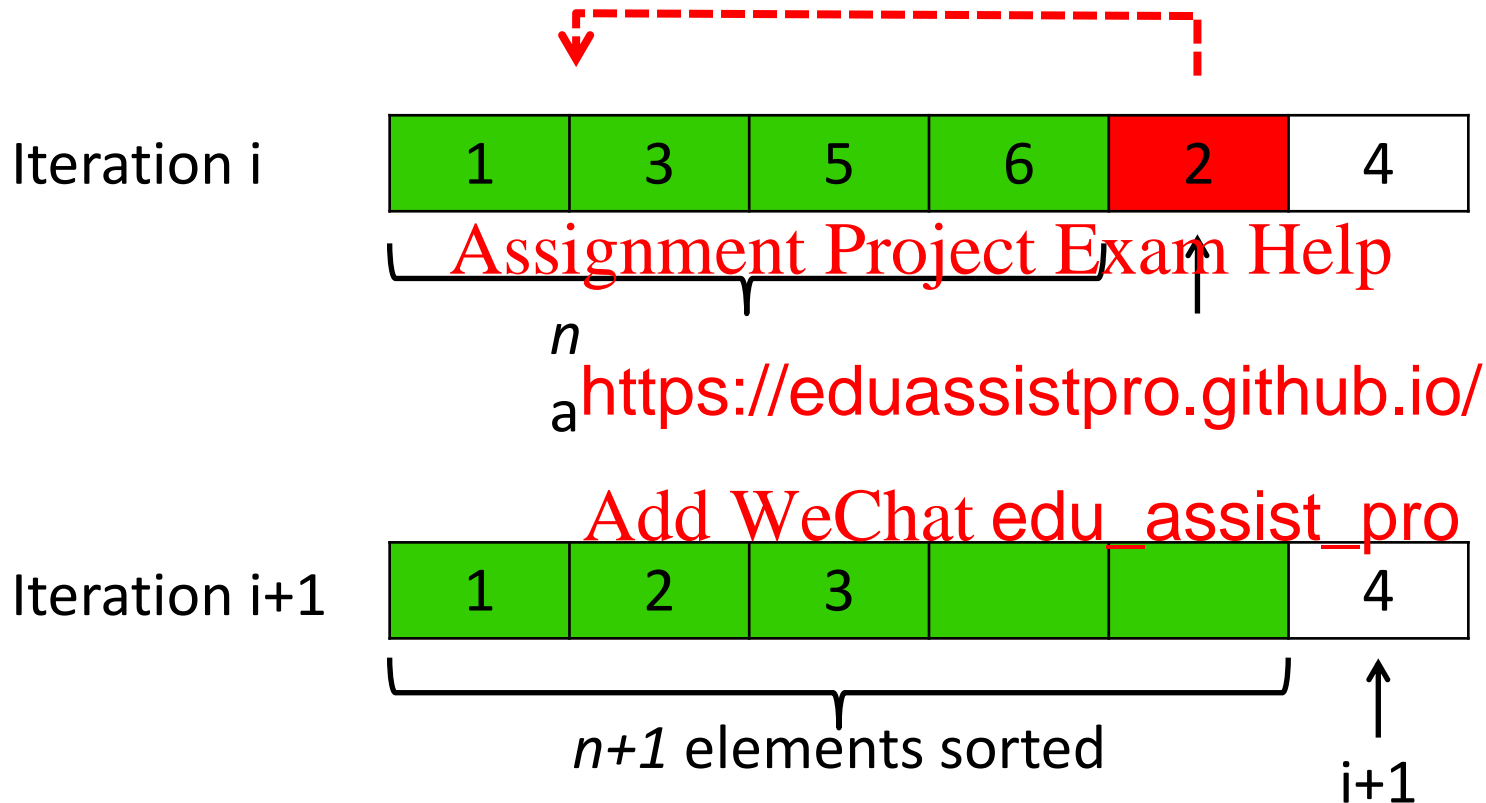 Iteration i 1 3 5 6 2 4
Assignment Project Exam Help
n
a https://eduassistpro.github.io/
Add WeChat edu_assist_pro
Iteration i+1 1 2 3 4
n+1 elements sorted
i+1